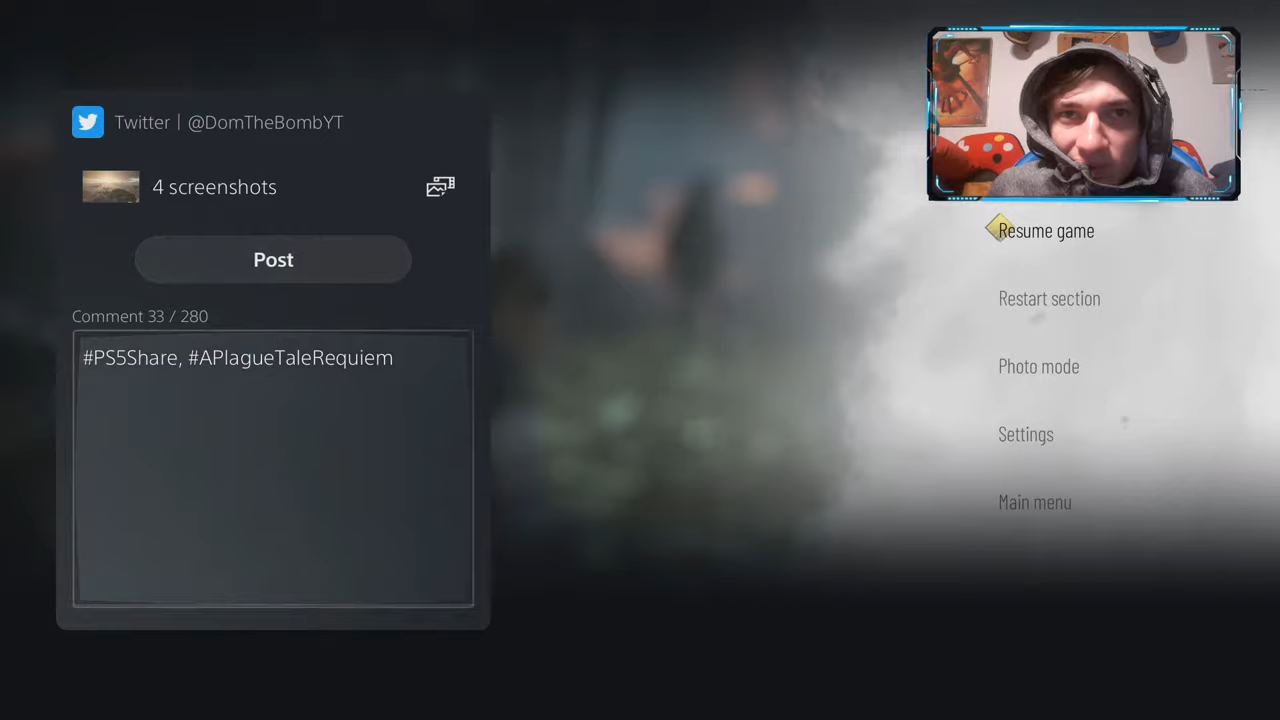 Twitter | @DomTheBombYT
4 screenshots
Post
Comment 33 / 280
#PS5Share, #APlagueTaleRequiem
Resume game
Restart section
Photo mode
Settings
Main menu